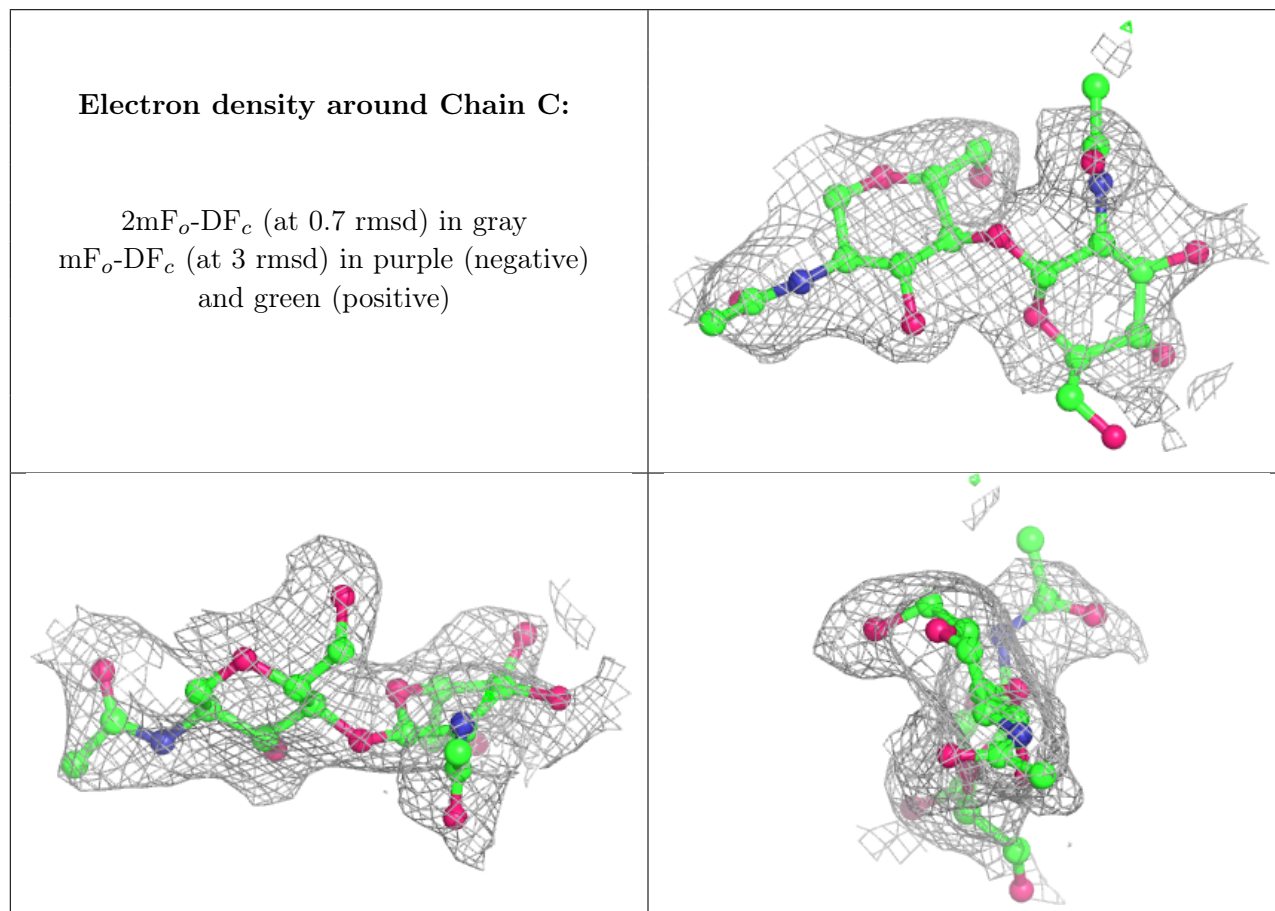 Electron density around Chain C:
2mF$_o$-DF$_c$ (at 0.7 rmsd) in gray
mF$_o$-DF$_c$ (at 3 rmsd) in purple (negative)
and green (positive)